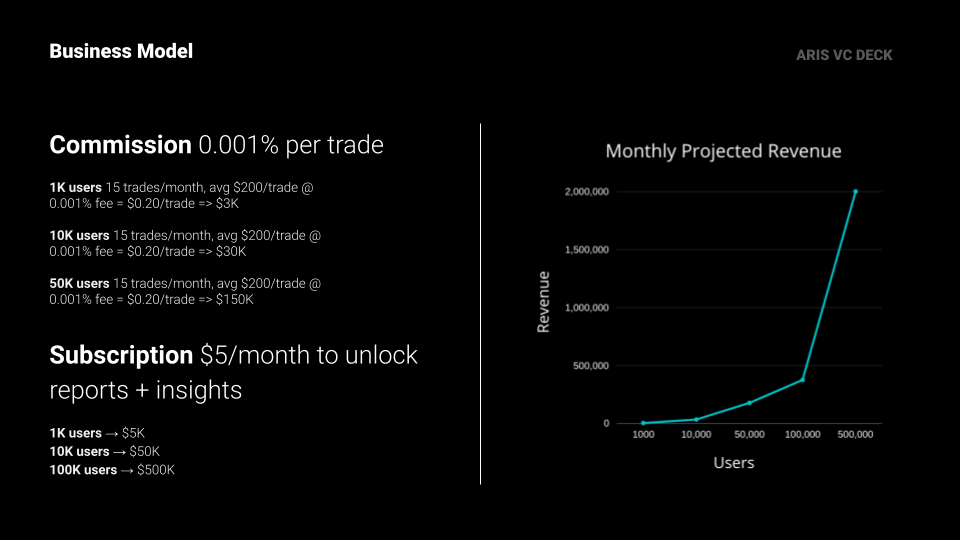 Business Model
ARIS VC DECK
Commission 0.001% per trade
1K users 15 trades/month, avg $200/trade @
0.001% fee = $0.20/trade => $3K
10K users 15 trades/month, avg $200/trade @
0.001% fee = $0.20/trade => $30K
50K users 15 trades/month, avg $200/trade @
0.001% fee = $0.20/trade => $150K
Subscription $5/month to unlock
reports + insights
1K users → $5K
10K users → $50K
100K users → $500K
Monthly Projected Revenue
Revenue
2,000,000
1,500,000
1,000,000
500,000
0
1000 10,000 50,000 100,000 500,000
Users